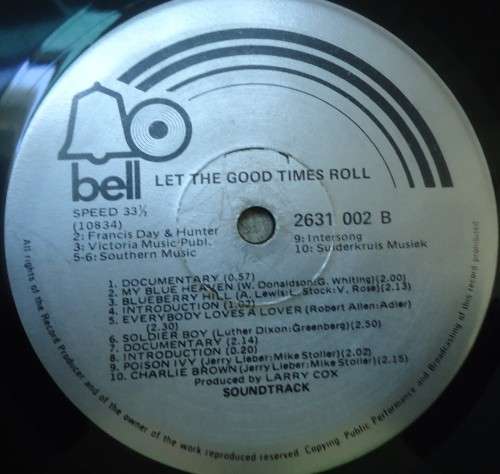 bell
LET THE GOOD TIMES ROLL
SPEED 33⅓
(10834)
2: Francis Day & Hunter
3: Victoria Music Publ.
5-6: Southern Music
2631 002 B
9: Intersong
10: Suiderkruis Musiek
1. DOCUMENTARY (0.57)
2. MY BLUE HEAVEN (W. Donaldson: G. Whiting)(2.00)
3. BLUEBERRY HILL (A. Lewis: L. Stock: V. Rose)(2.13)
4. INTRODUCTION (1.02)
5. EVERYBODY LOVES A LOVER (Robert Allen: Adler)
(2.30)
6. SOLDIER BOY (Luther Dixon: Greenberg)(2.50)
7. DOCUMENTARY (2.14)
8. INTRODUCTION (0.20)
9. POISON IVY (Jerry Lieber: Mike Stoller)(2.02)
10. CHARLIE BROWN (Jerry Lieber: Mike Stoller)(2.15)
Produced by LARRY COX
SOUNDTRACK
All rights of the Record Producer and of the owner of the work reproduced reserved. Copying Public Performance and Broadcasting of this record prohibited